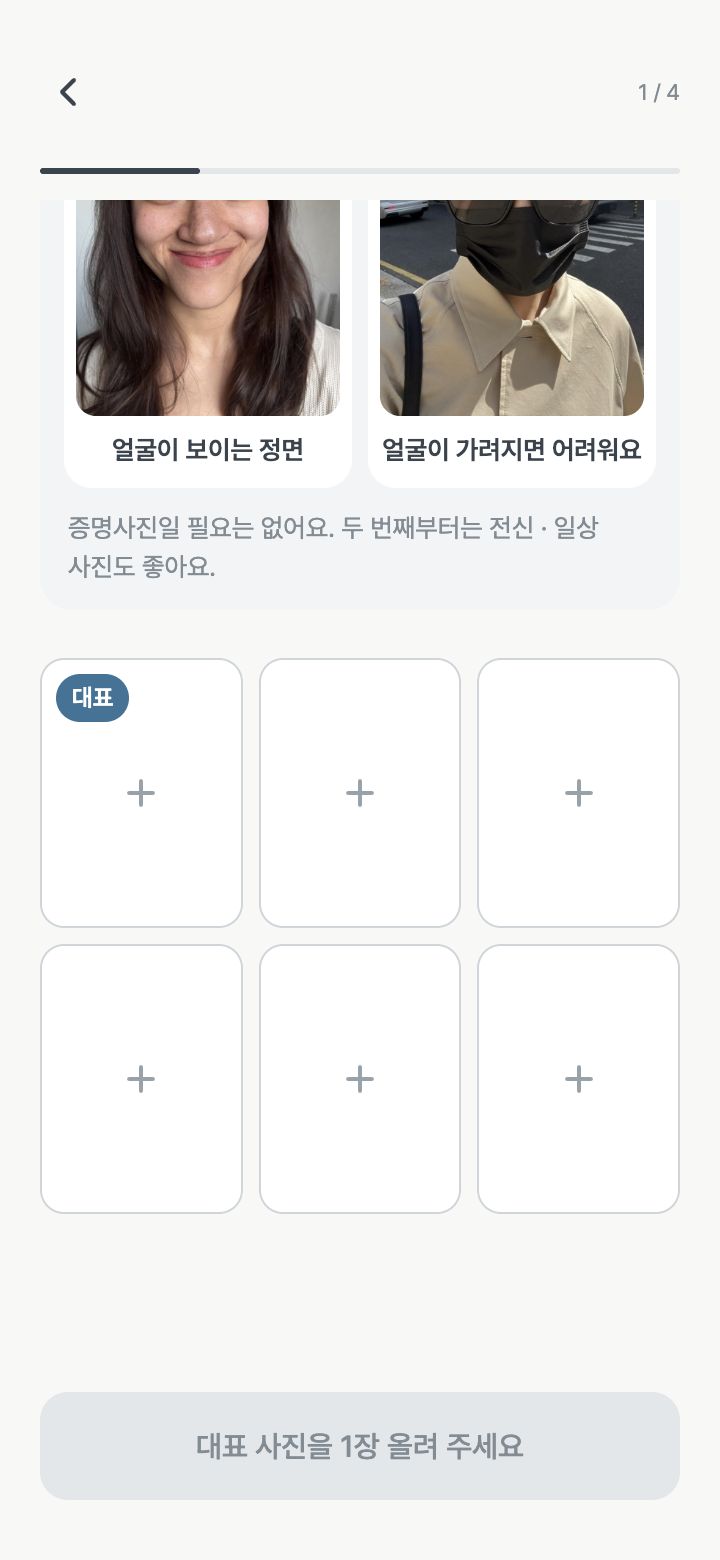 1 / 4
얼굴이 보이는 정면
얼굴이 가려지면 어려워요
증명사진일 필요는 없어요. 두 번째부터는 전신 · 일상
사진도 좋아요.
대표
대표 사진을 1장 올려 주세요